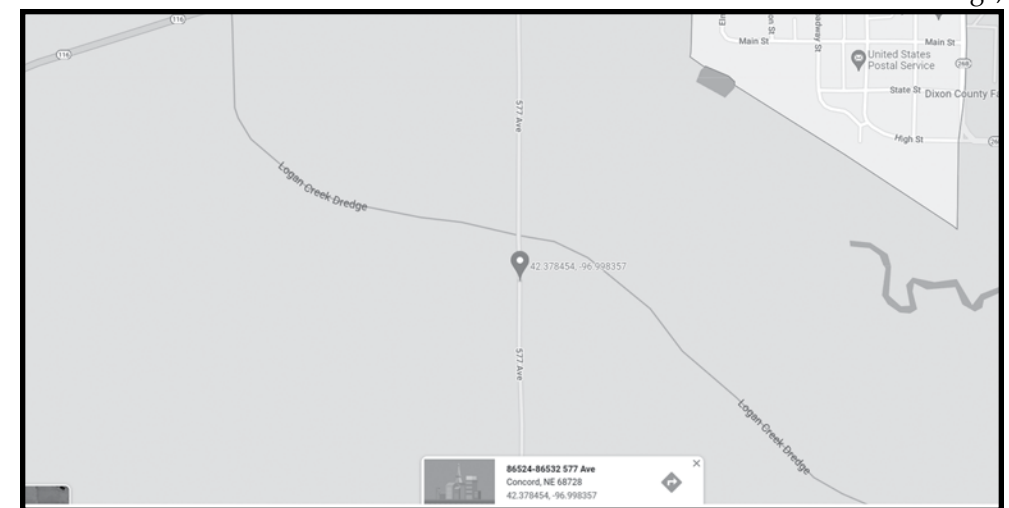 116
116
Main St
Main St
United States
Postal Service
State St
Dixon County
High St
577 Ave
Logan Creek Dredge
42.378454, -96.998357
577 Ave
Logan Creek Dredge
86524-86532 577 Ave
Concord, NE 68728
42.378454, -96.998357